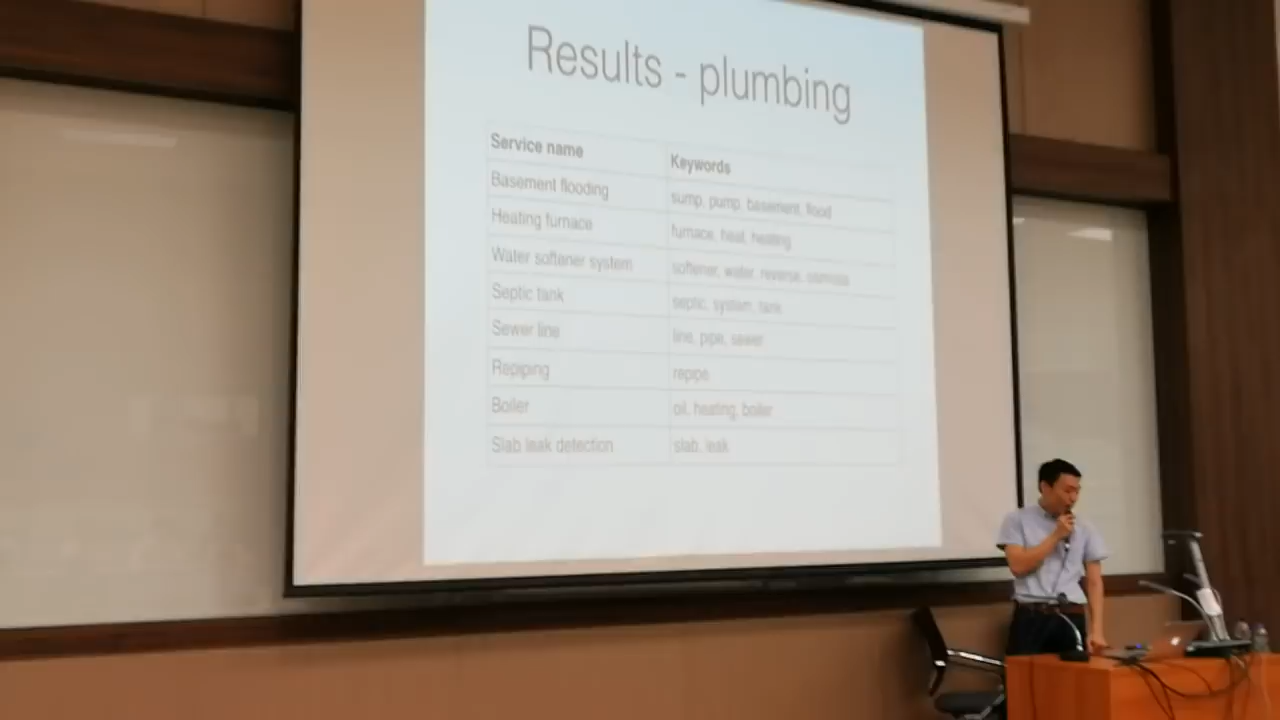 Results - plumbing
Service name Keywords
Basement flooding sump, pump, basement, flood
Heating furnace furnace, heat, heating
Water softener system softener, water, reverse, osmosis
Septic tank septic, system, tank
Sewer line line, pipe, sewer
Repiping repipe
Boiler oil, heating, boiler
Slab leak detection slab, leak